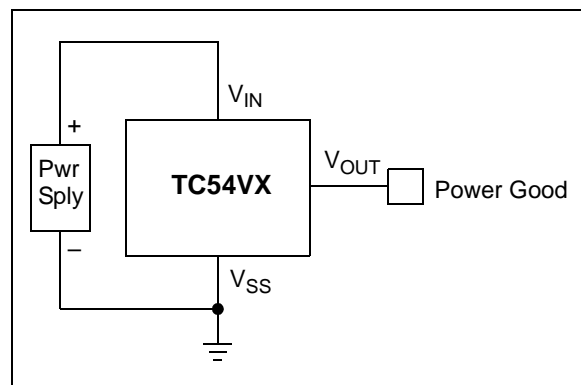 V_IN
+
Pwr
Sply
–
TC54VX
V_OUT
Power Good
V_SS